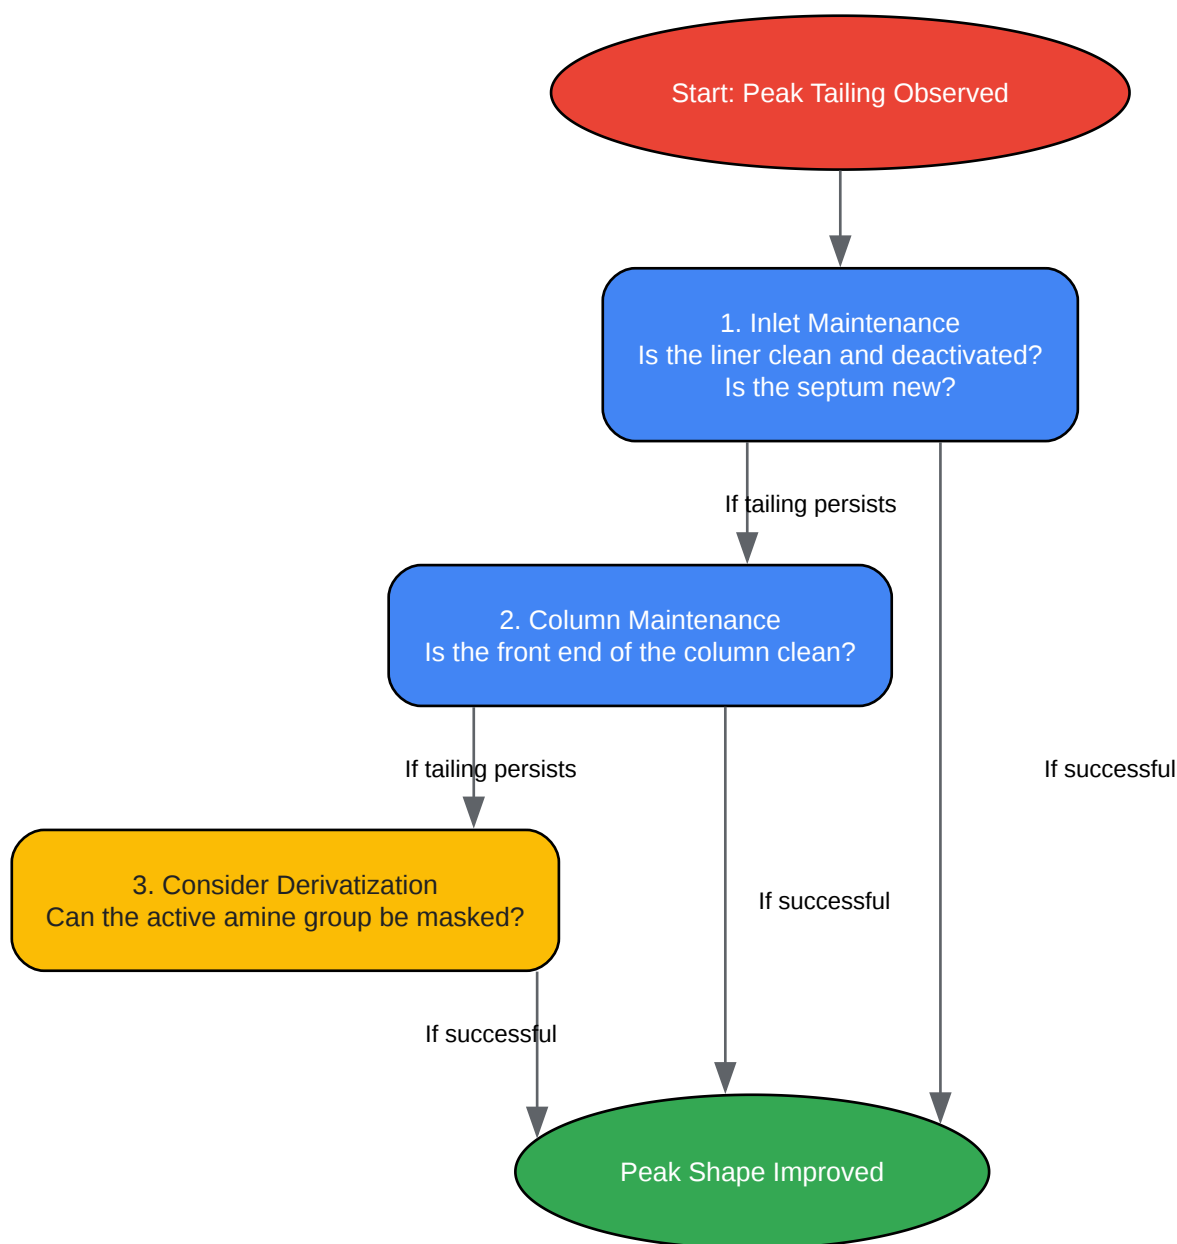 Start: Peak Tailing Observed
1. Inlet Maintenance
Is the liner clean and deactivated?
Is the septum new?
If tailing persists
2. Column Maintenance
Is the front end of the column clean?
If tailing persists
If successful
3. Consider Derivatization
Can the active amine group be masked?
If successful
If successful
Peak Shape Improved